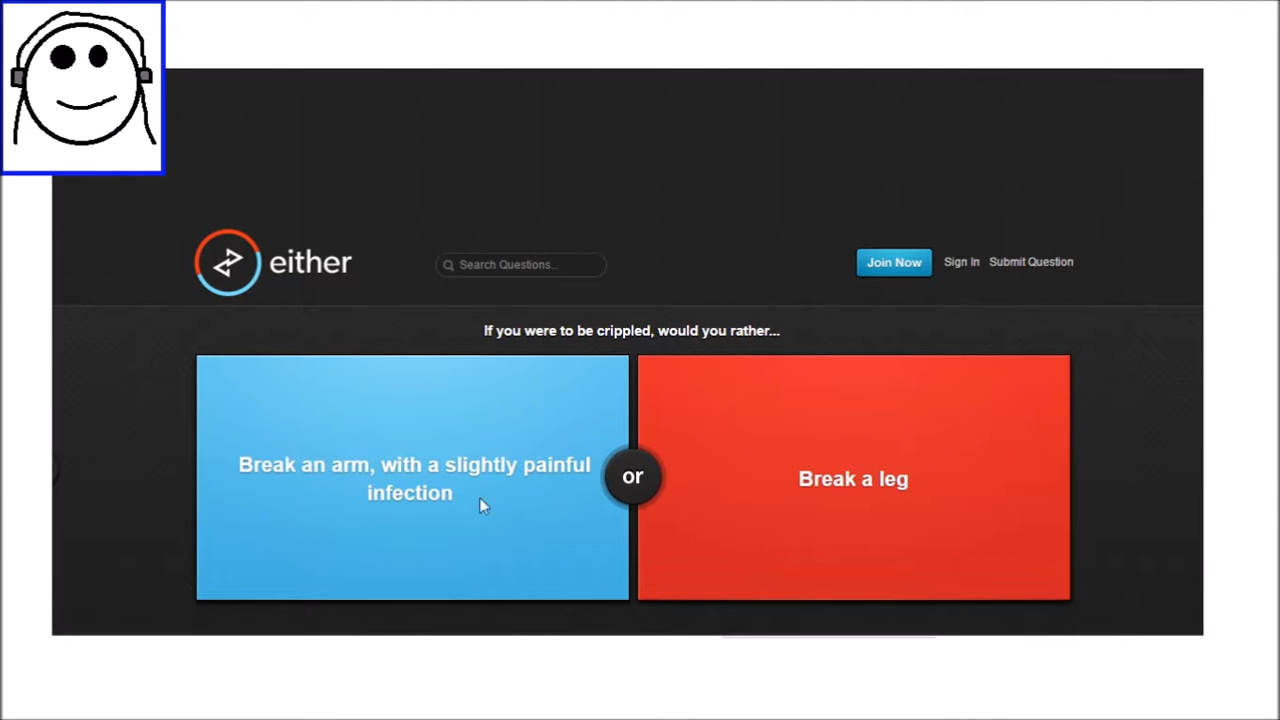 either
Search Questions...
Join Now
Sign In
Submit Question
If you were to be crippled, would you rather...
Break an arm, with a slightly painful
infection
or
Break a leg